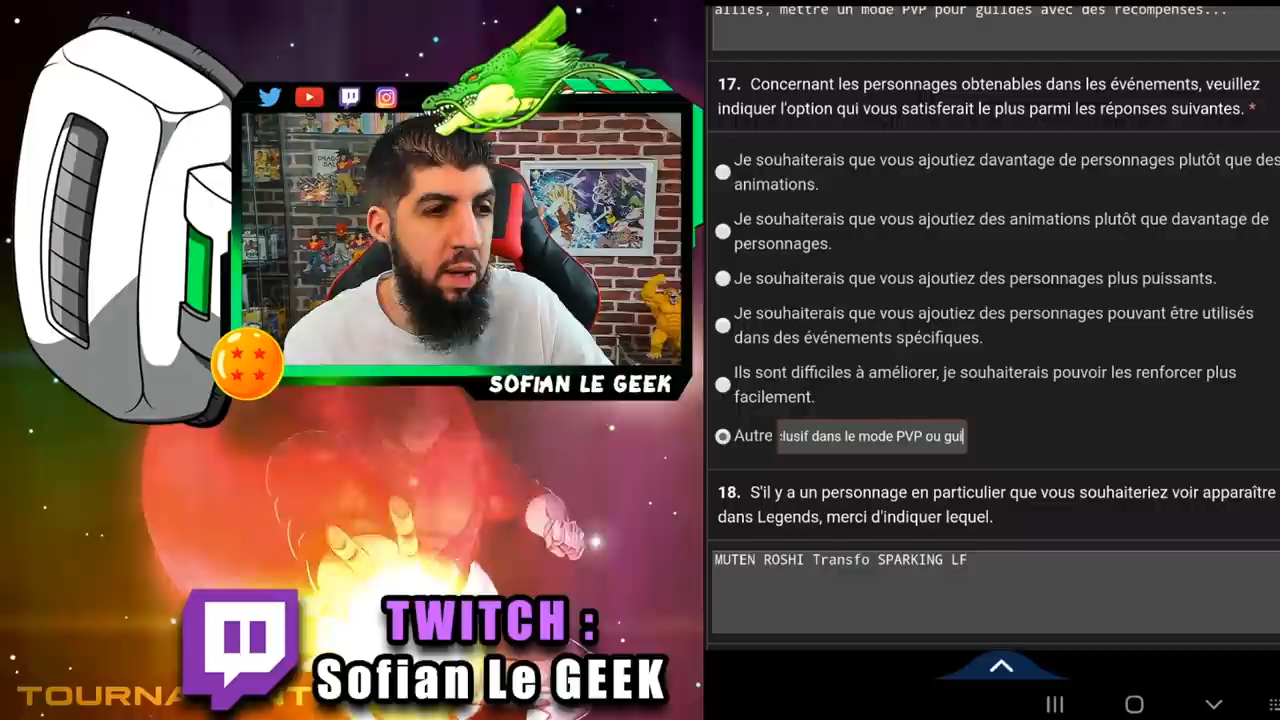 alliés, mettre un mode PVP pour guildes avec des récompenses...
17. Concernant les personnages obtenables dans les événements, veuillez
indiquer l'option qui vous satisferait le plus parmi les réponses suivantes. *
Je souhaiterais que vous ajoutiez davantage de personnages plutôt que des
animations.
Je souhaiterais que vous ajoutiez des animations plutôt que davantage de
personnages.
Je souhaiterais que vous ajoutiez des personnages plus puissants.
Je souhaiterais que vous ajoutiez des personnages pouvant être utilisés
dans des événements spécifiques.
Ils sont difficiles à améliorer, je souhaiterais pouvoir les renforcer plus
facilement.
Autre clusif dans le mode PVP ou gui
18. S'il y a un personnage en particulier que vous souhaiteriez voir apparaître
dans Legends, merci d'indiquer lequel.
MUTEN ROSHI Transfo SPARKING LF
SOFIAN LE GEEK
TWITCH :
Sofian Le GEEK